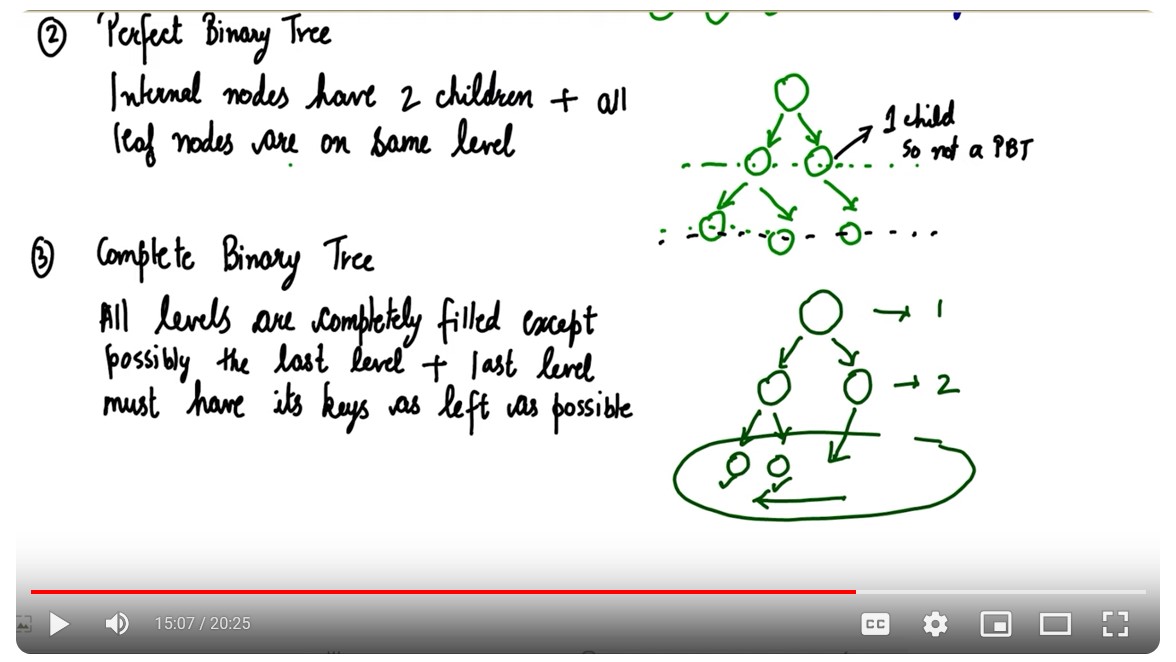 ② Perfect Binary Tree
Internal nodes have 2 children + all
leaf nodes are on same level
1 child
So not a PBT
③ Complete Binary Tree
All levels are completely filled except
possibly the last level + last level
must have its keys as left as possible
→ 1
→ 2
15:07 / 20:25
CC